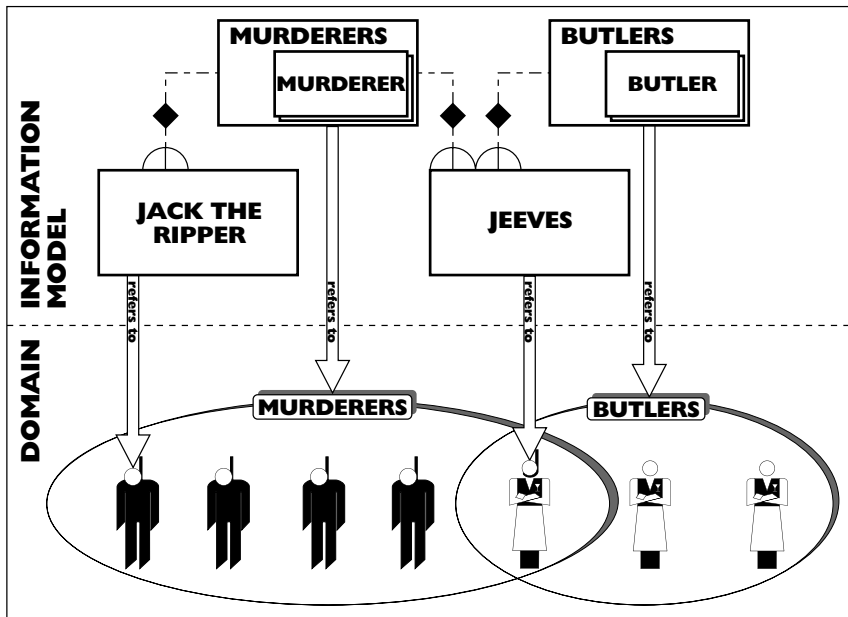 MURDERERS
MURDERER
BUTLERS
BUTLER
INFORMATION
MODEL
JACK THE
RIPPER
JEEVES
refers to
refers to
refers to
refers to
DOMAIN
MURDERERS
BUTLERS